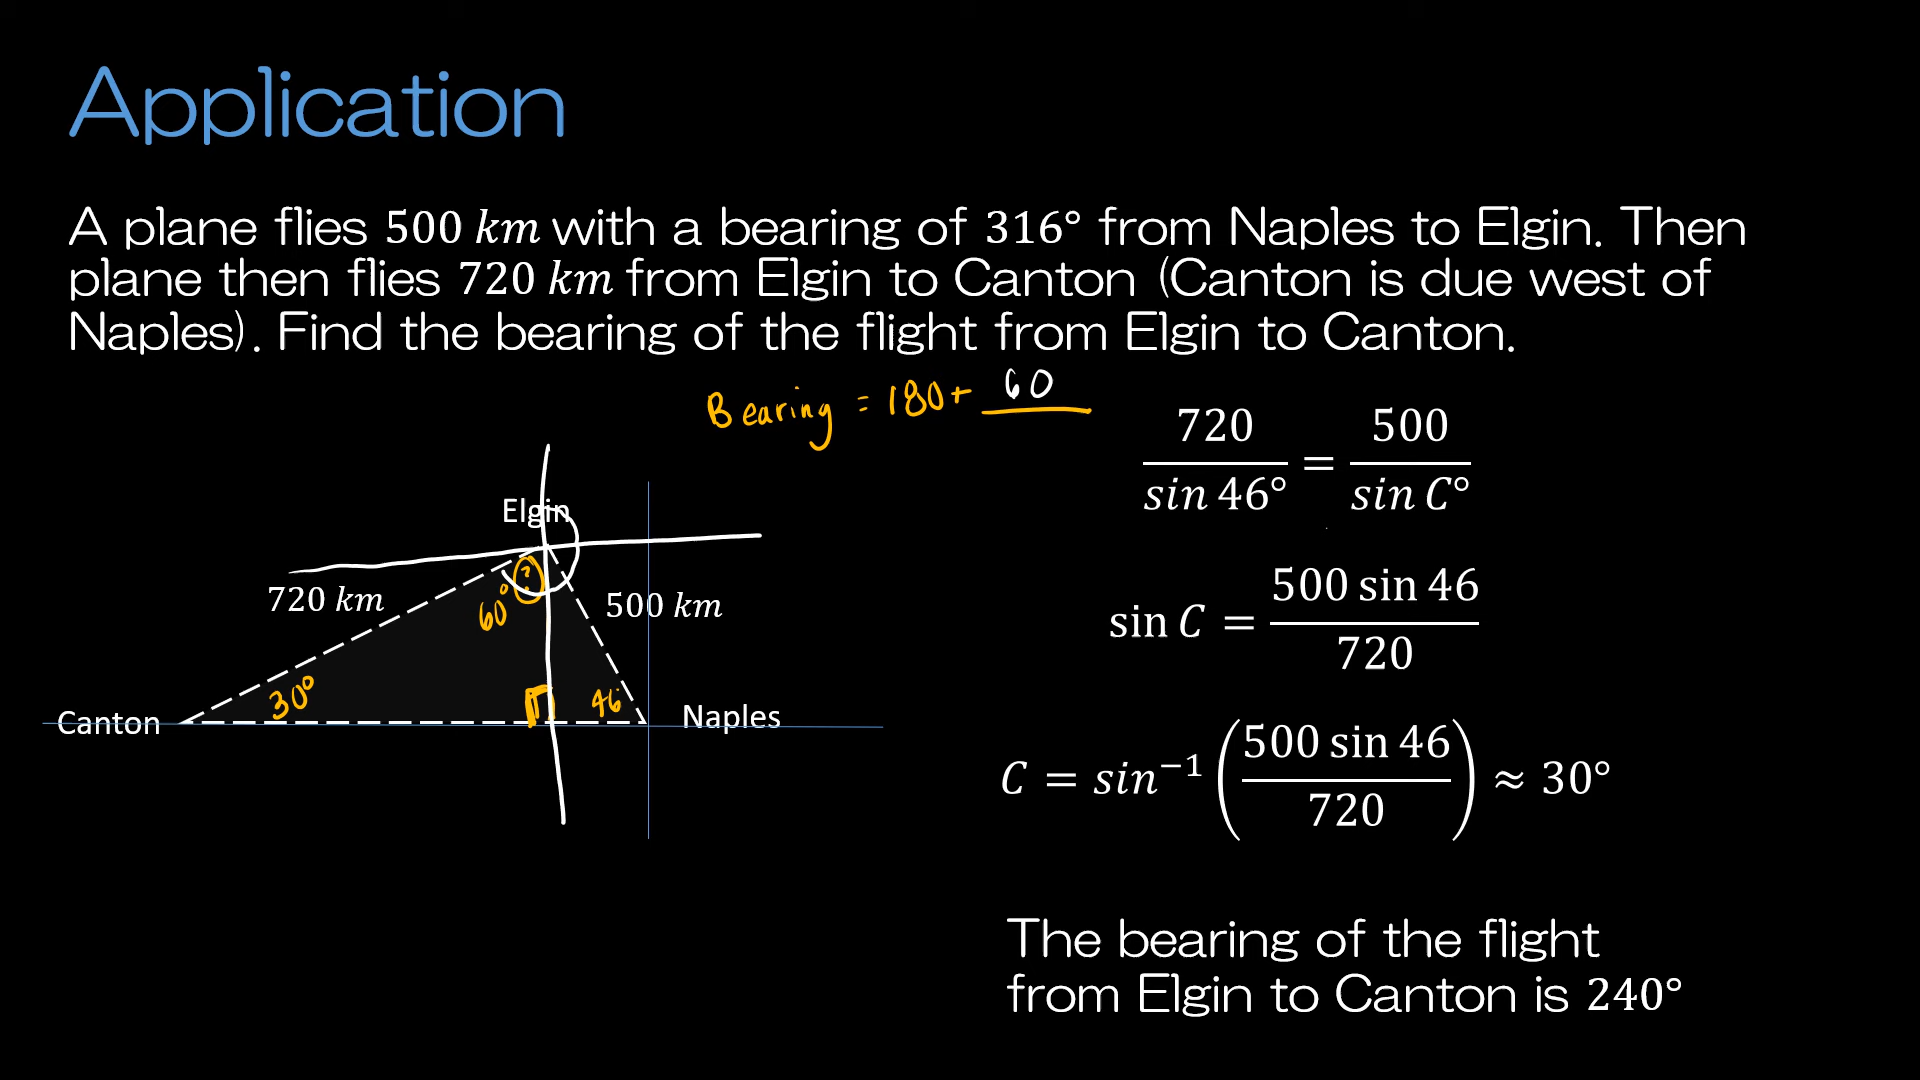 Application
A plane flies 500 km with a bearing of 316° from Naples to Elgin. Then
plane then flies 720 km from Elgin to Canton (Canton is due west of
Naples). Find the bearing of the flight from Elgin to Canton.
Bearing = 180 + 60
720/sin 46° = 500/sin C°
Elgin
?
720 km
60°
500 km
sin C = 500 sin 46/720
30°
46
Canton
Naples
C = sin⁻¹(500 sin 46/720) ≈ 30°
The bearing of the flight
from Elgin to Canton is 240°